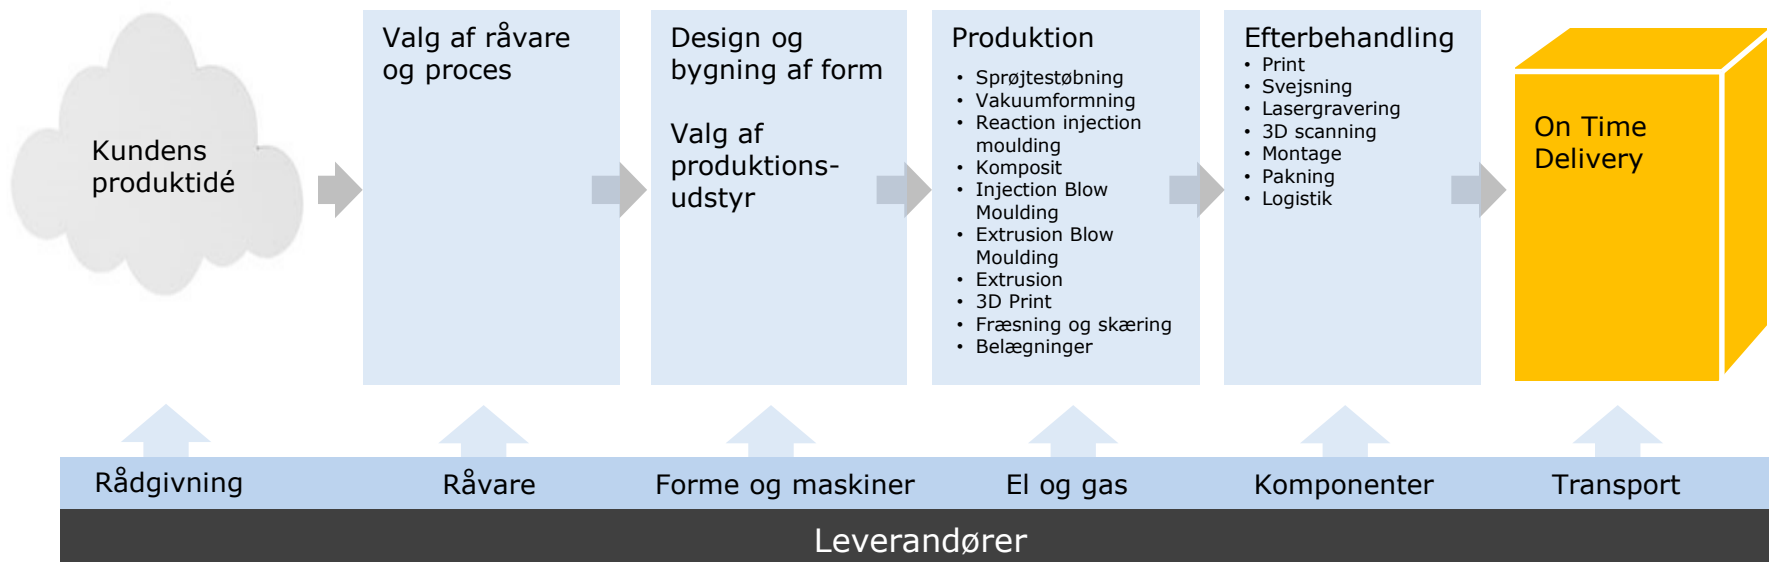 Kundens
produktidé
Valg af råvare
og proces
Design og
bygning af form
Valg af
produktions-
udstyr
Produktion
• Sprøjtestøbning
• Vakuumformning
• Reaction injection
moulding
• Komposit
• Injection Blow
Moulding
• Extrusion Blow
Moulding
• Extrusion
• 3D Print
• Fræsning og skæring
• Belægninger
Efterbehandling
• Print
• Svejsning
• Lasergravering
• 3D scanning
• Montage
• Pakning
• Logistik
On Time
Delivery
Rådgivning
Råvare
Forme og maskiner
El og gas
Komponenter
Transport
Leverandører